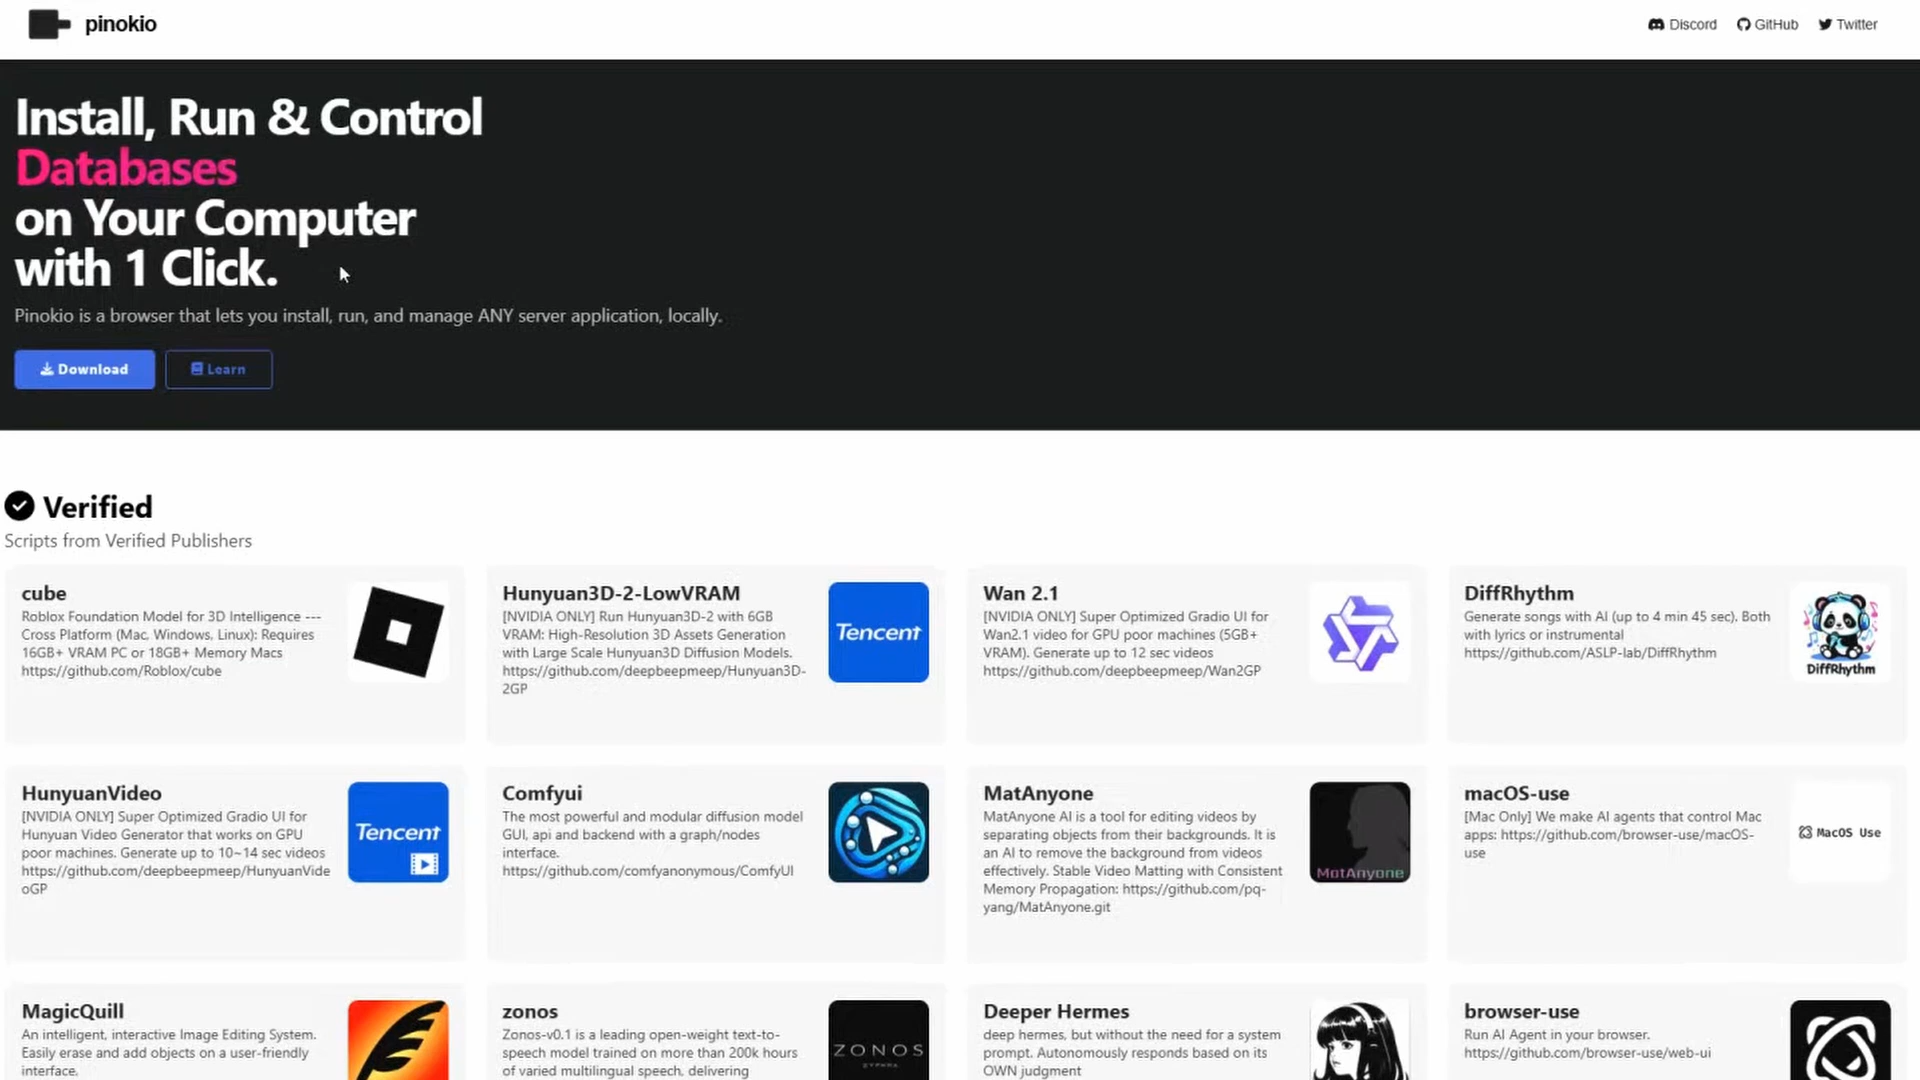 pinokio
Discord
GitHub
Twitter
Install, Run & Control
Databases
on Your Computer
with 1 Click.
Pinokio is a browser that lets you install, run, and manage ANY server application, locally.
Download
Learn
Verified
Scripts from Verified Publishers
cube
Roblox Foundation Model for 3D Intelligence ---
Cross Platform (Mac, Windows, Linux): Requires
16GB+ VRAM PC or 18GB+ Memory Macs
https://github.com/Roblox/cube
Hunyuan3D-2-LowVRAM
[NVIDIA ONLY] Run Hunyuan3D-2 with 6GB
VRAM: High-Resolution 3D Assets Generation
with Large Scale Hunyuan3D Diffusion Models.
https://github.com/deepbeepmeep/Hunyuan3D-
2GP
Tencent
Wan 2.1
[NVIDIA ONLY] Super Optimized Gradio UI for
Wan2.1 video for GPU poor machines (5GB+
VRAM). Generate up to 12 sec videos
https://github.com/deepbeepmeep/Wan2GP
DiffRhythm
Generate songs with AI (up to 4 min 45 sec). Both
with lyrics or instrumental
https://github.com/ASLP-lab/DiffRhythm
DiffRhythm
HunyuanVideo
[NVIDIA ONLY] Super Optimized Gradio UI for
Hunyuan Video Generator that works on GPU
poor machines. Generate up to 10~14 sec videos
https://github.com/deepbeepmeep/HunyuanVide
oGP
Tencent
Comfyui
The most powerful and modular diffusion model
GUI, api and backend with a graph/nodes
interface.
https://github.com/comfyanonymous/ComfyUI
MatAnyone
MatAnyone AI is a tool for editing videos by
separating objects from their backgrounds. It is
an AI to remove the background from videos
effectively. Stable Video Matting with Consistent
Memory Propagation: https://github.com/pq-
yang/MatAnyone.git
MatAnyone
macOS-use
[Mac Only] We make AI agents that control Mac
apps: https://github.com/browser-use/macOS-
use
MacOS Use
MagicQuill
An intelligent, interactive Image Editing System.
Easily erase and add objects on a user-friendly
interface.
zonos
Zonos-v0.1 is a leading open-weight text-to-
speech model trained on more than 200k hours
of varied multilingual speech, delivering
ZONOS
Deeper Hermes
deep hermes, but without the need for a system
prompt. Autonomously responds based on its
OWN judgment
browser-use
Run AI Agent in your browser.
https://github.com/browser-use/web-ui